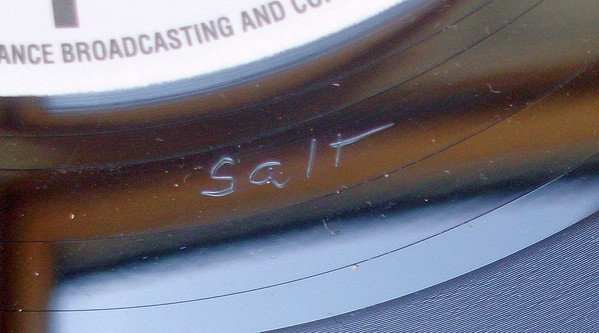 ANCE BROADCASTING AND CO
salt